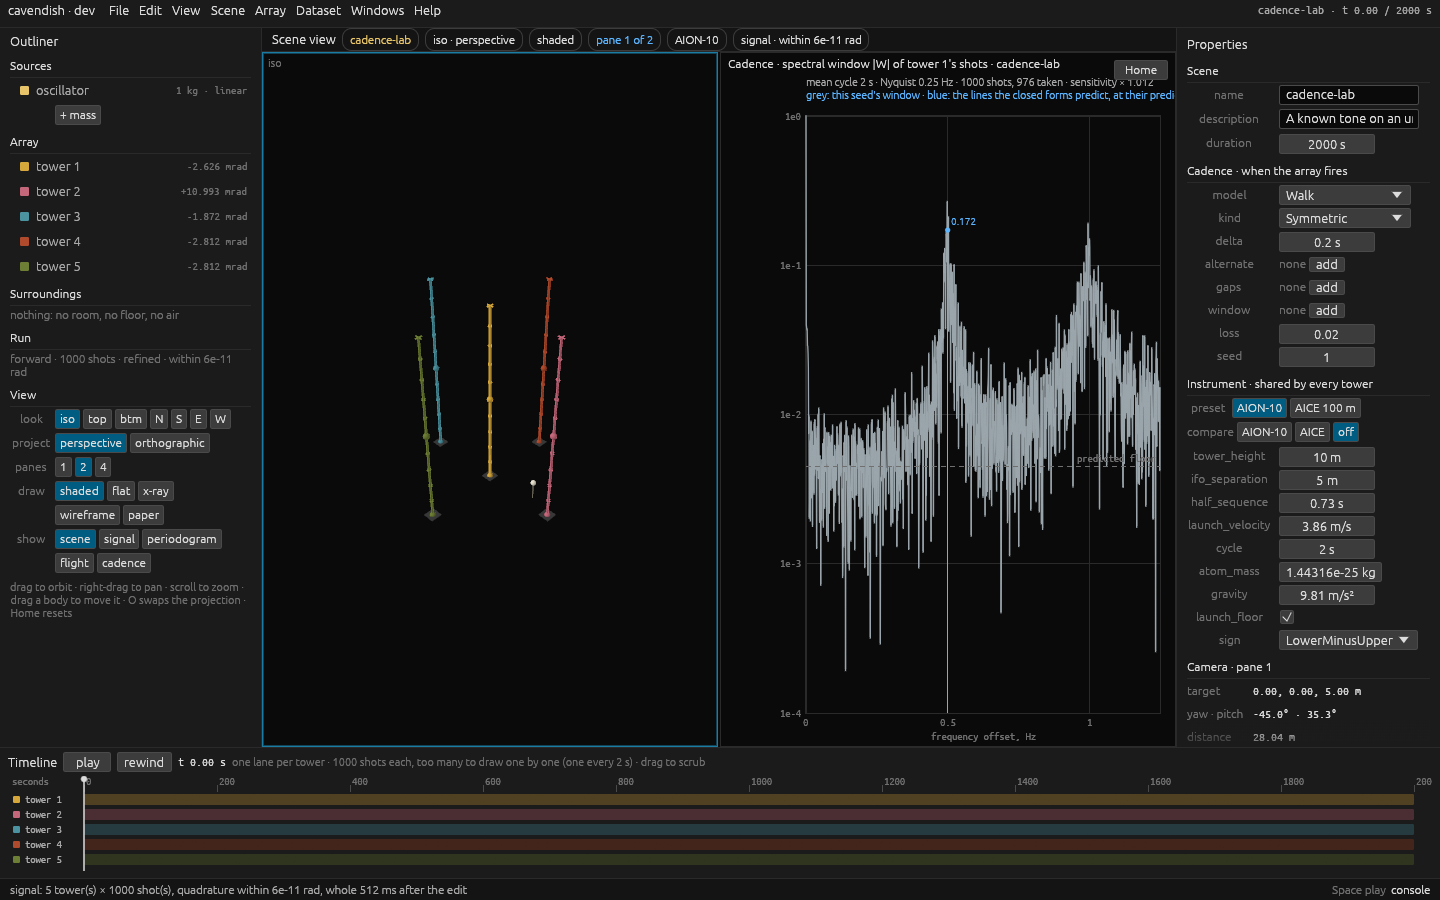 cavendish · dev File Edit View Scene Array Dataset Windows Help
cadence-lab · t 0.00 / 2000 s
Outliner
Sources
oscillator 1 kg · linear
+ mass
Array
tower 1 -2.626 mrad
tower 2 +10.993 mrad
tower 3 -1.872 mrad
tower 4 -2.812 mrad
tower 5 -2.812 mrad
Surroundings
nothing: no room, no floor, no air
Run
forward · 1000 shots · refined · within 6e-11
rad
View
look iso top btm N S E W
project perspective orthographic
panes 1 2 4
draw shaded flat x-ray
wireframe paper
show scene signal periodogram
flight cadence
drag to orbit · right-drag to pan · scroll to zoom ·
drag a body to move it · O swaps the projection ·
Home resets
Scene view cadence-lab iso · perspective shaded pane 1 of 2 AION-10 signal · within 6e-11 rad
iso
Cadence · spectral window |W| of tower 1's shots · cadence-lab
Home
mean cycle 2 s · Nyquist 0.25 Hz · 1000 shots, 976 taken · sensitivity × 1.012
grey: this seed's window · blue: the lines the closed forms predict, at their predi
1e0
0.172
1e-1
1e-2
predicted
1e-3
1e-4
0 0.5 1
frequency offset, Hz
Properties
Scene
name cadence-lab
description A known tone on an u
duration 2000 s
Cadence · when the array fires
model Walk
kind Symmetric
delta 0.2 s
alternate none add
gaps none add
window none add
loss 0.02
seed 1
Instrument · shared by every tower
preset AION-10 AICE 100 m
compare AION-10 AICE off
tower_height 10 m
ifo_separation 5 m
half_sequence 0.73 s
launch_velocity 3.86 m/s
cycle 2 s
atom_mass 1.44316e-25 kg
gravity 9.81 m/s²
launch_floor
sign LowerMinusUpper
Camera · pane 1
target 0.00, 0.00, 5.00 m
yaw · pitch -45.0° · 35.3°
distance 28.04 m
Timeline play rewind t 0.00 s one lane per tower · 1000 shots each, too many to draw one by one (one every 2 s) · drag to scrub
seconds 0 200 400 600 800 1000 1200 1400 1600 1800 200
tower 1
tower 2
tower 3
tower 4
tower 5
signal: 5 tower(s) × 1000 shot(s), quadrature within 6e-11 rad, whole 512 ms after the edit
Space play console